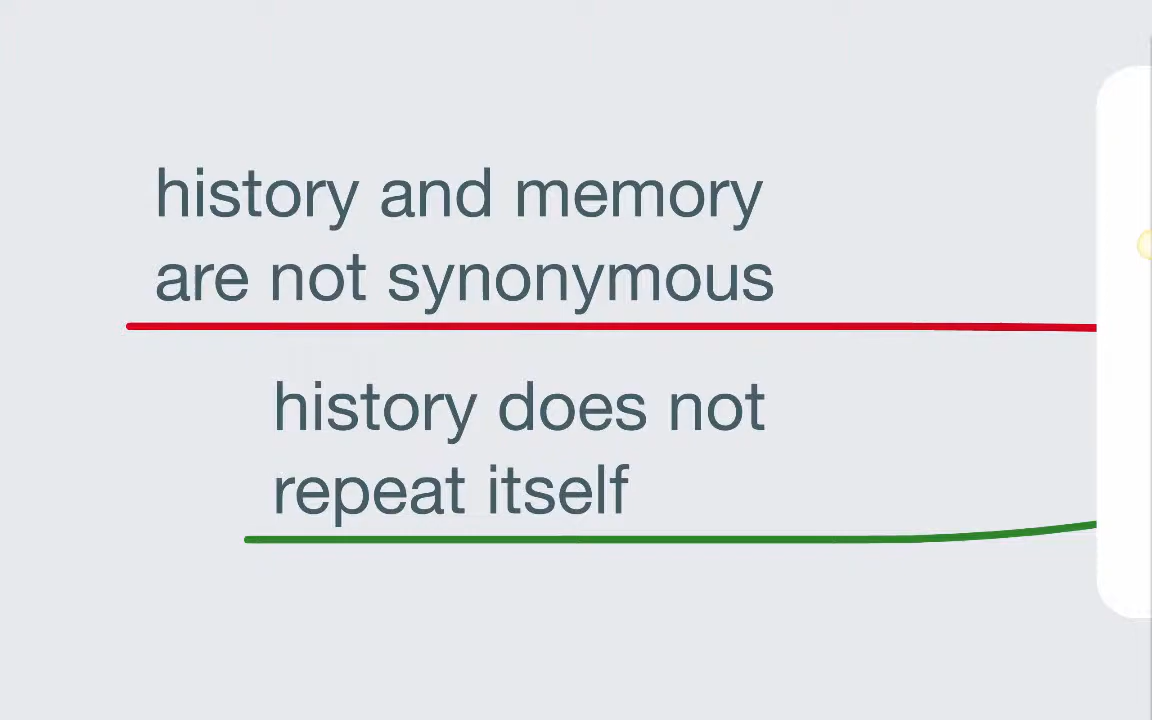 history and memory
are not synonymous
history does not
repeat itself